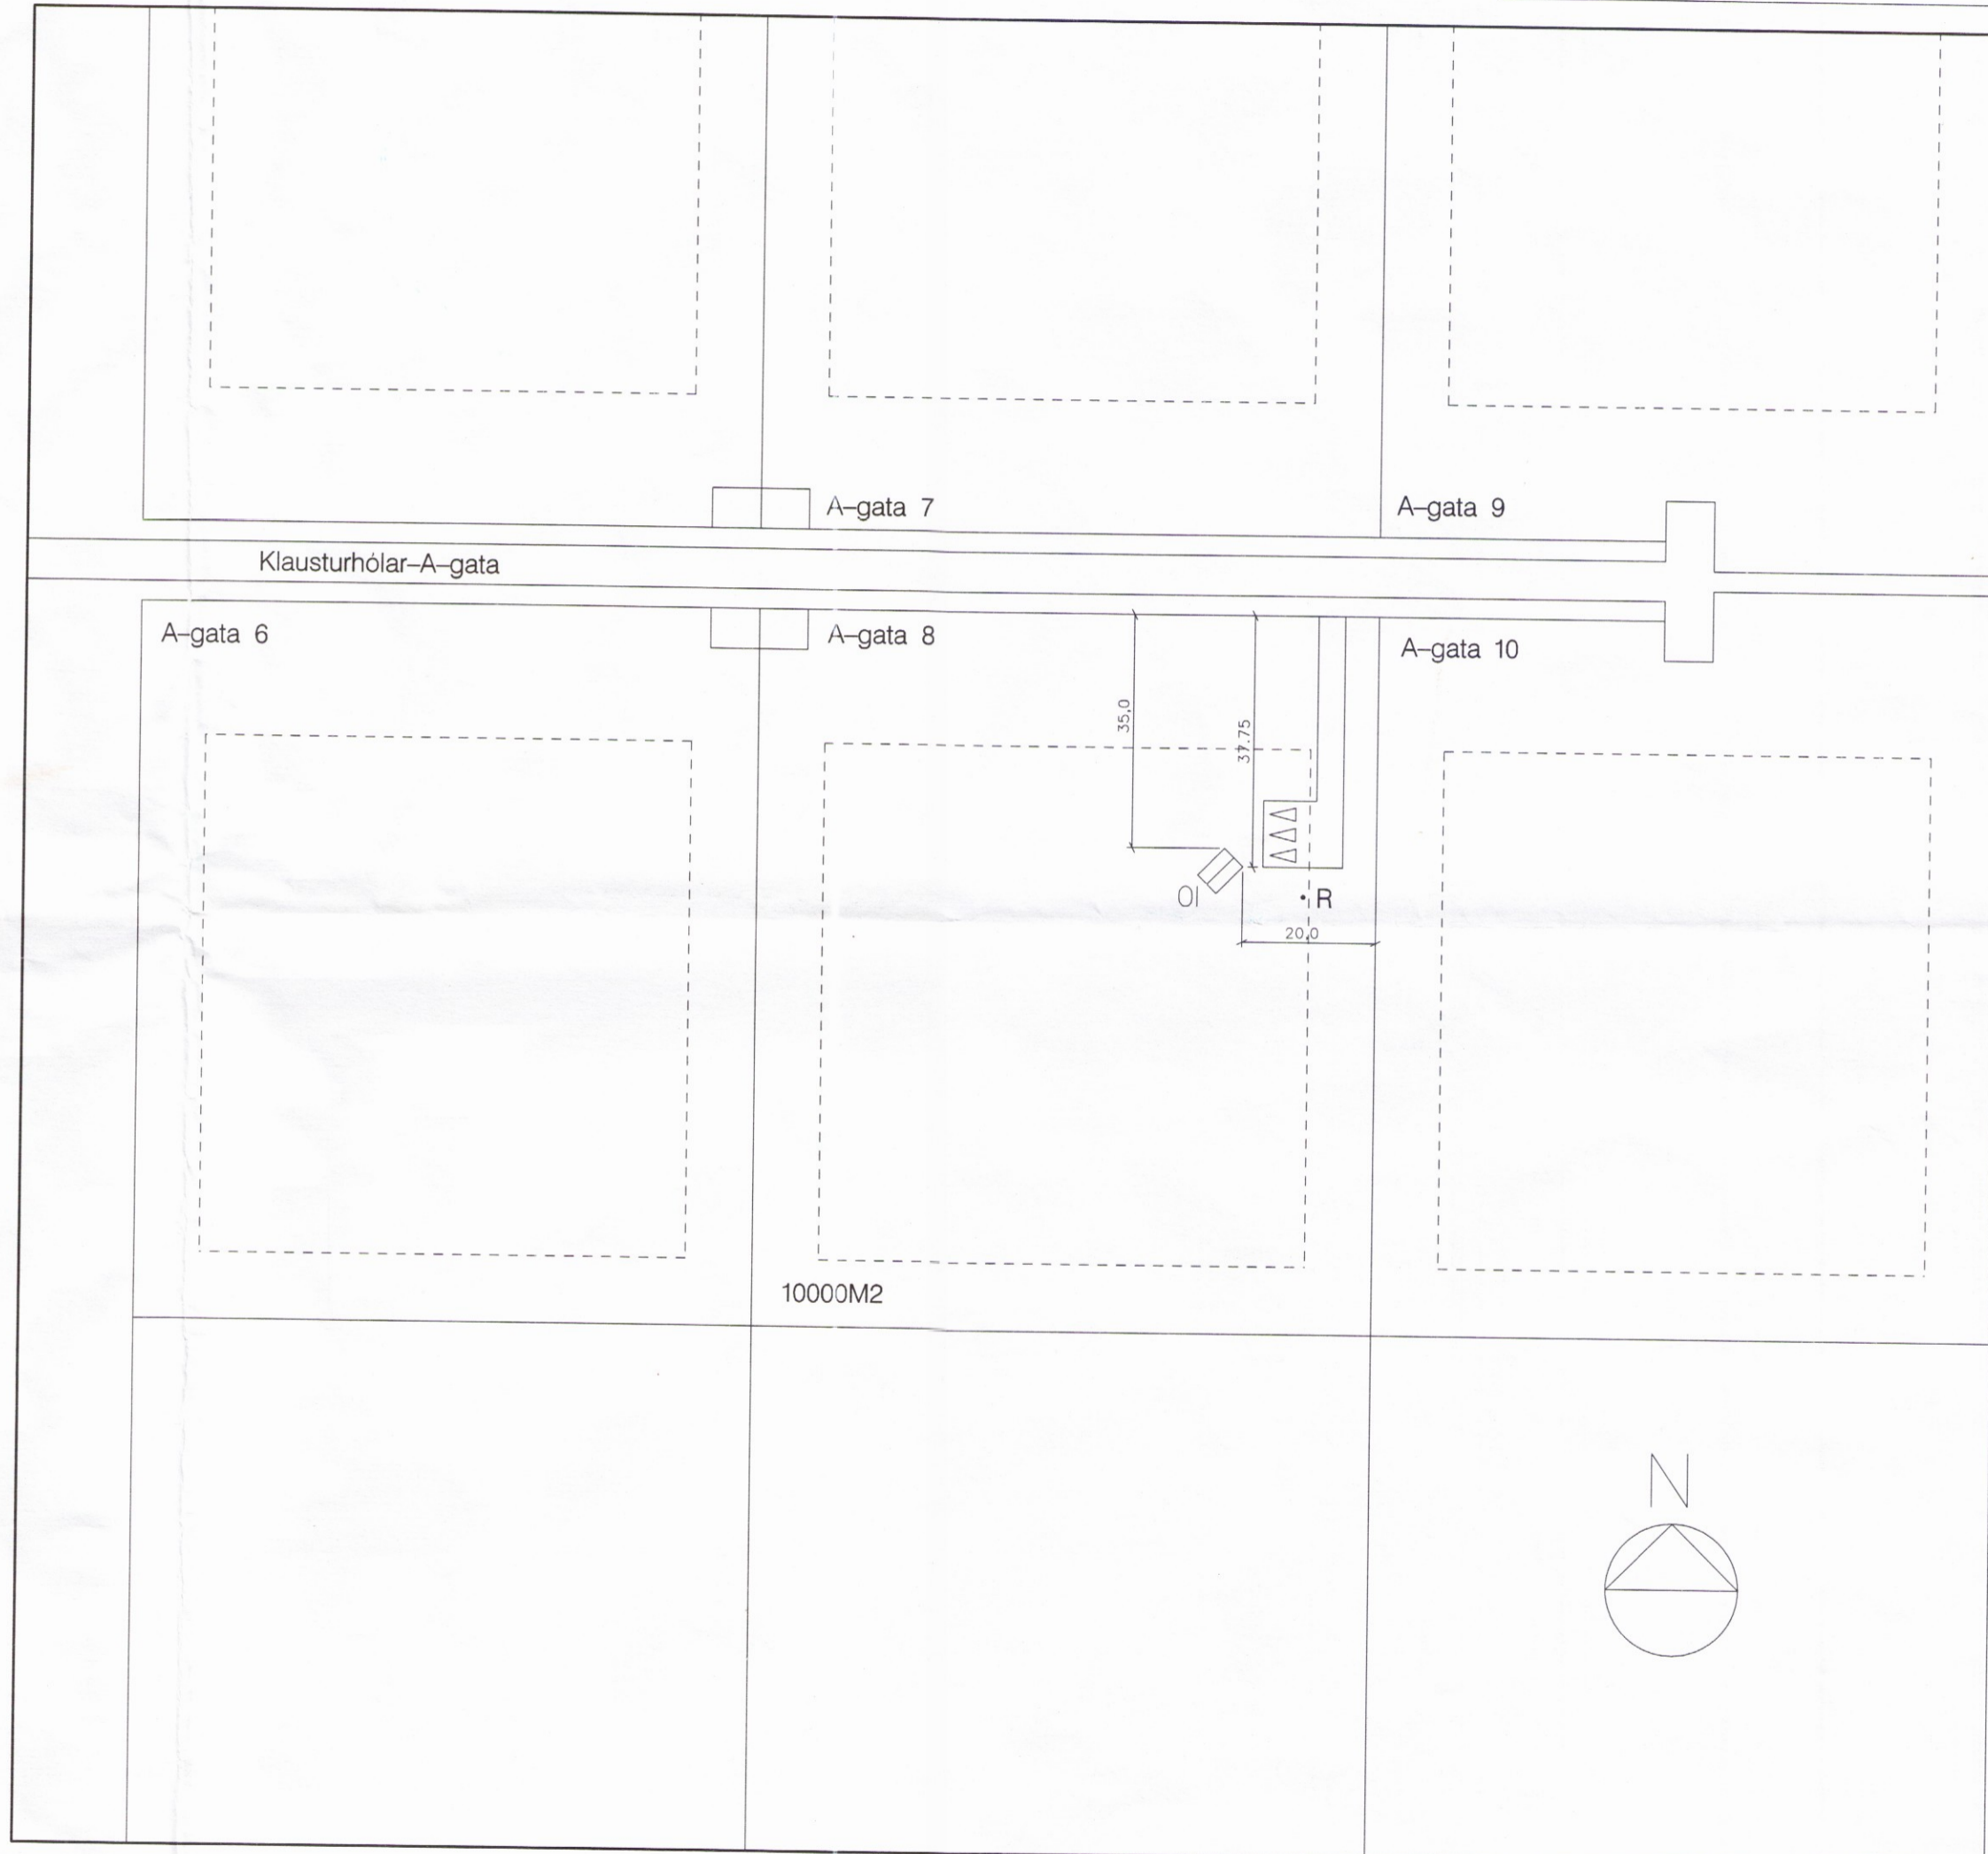 A–gata 7
A–gata 9
Klausturhólar–A–gata
A–gata 6
A–gata 8
A–gata 10
35,0
37.75
01
R
20,0
10000M2
N